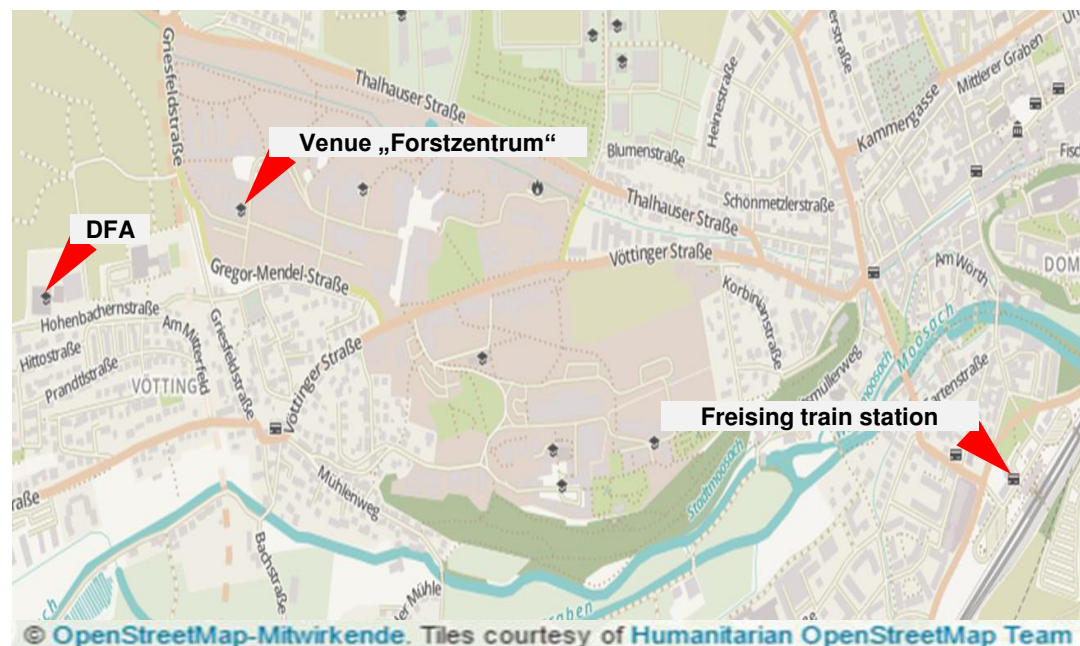 Griesfeldstraße
Thalhauser Straße
Heinestraße
Mittlerer Graben
Kammergasse
Venue „Forstzentrum“
Blumenstraße
Thalhauser Straße
Schönmetzlerstraße
DFA
Vöttinger Straße
Am Wörth
DOM
Gregor-Mendel-Straße
Korbinianstraße
Moosach
Hohenbachernstraße
Am Mitterfeld
Griesfeldstraße
Hittostraße
Prandtlstraße
VÖTTING
Vöttinger Straße
Freising train station
Stadtmoosach
Mühlenweg
Bachstraße
© OpenStreetMap-Mitwirkende. Tiles courtesy of Humanitarian OpenStreetMap Team